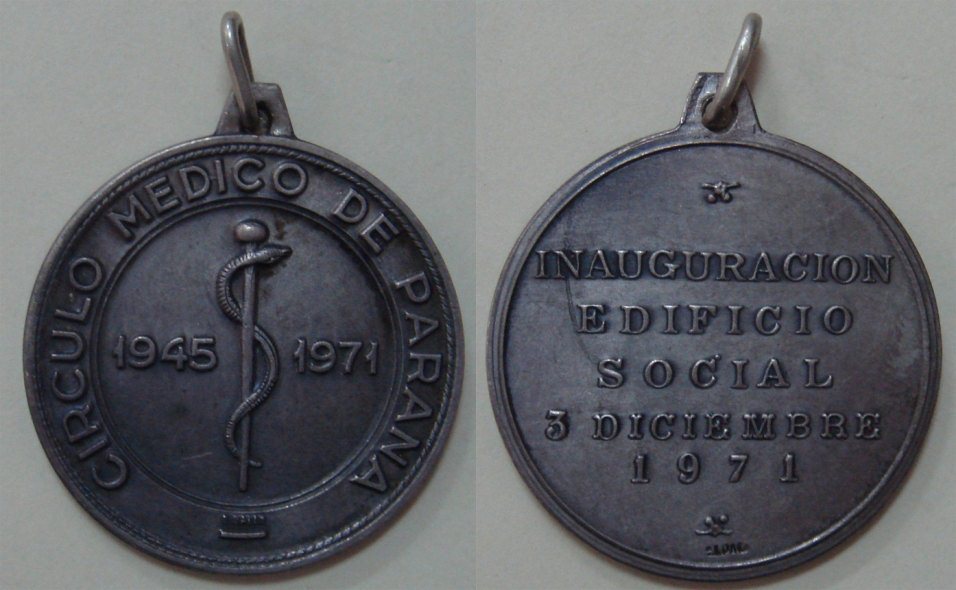 CIRCULO MEDICO DE PARANA
1945 1971
INAUGURACION
EDIFICIO
SOCIAL
3 DICIEMBRE
1971